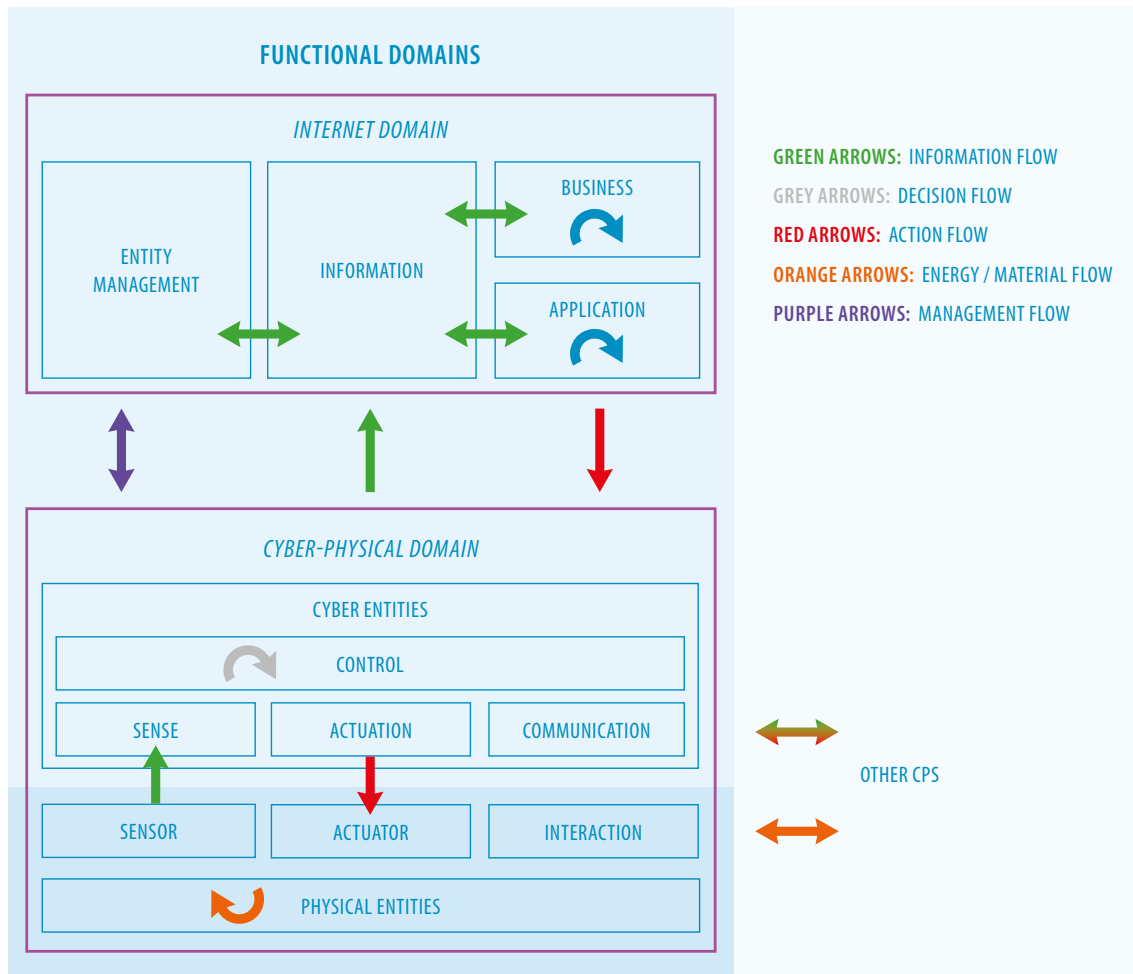 FUNCTIONAL DOMAINS
INTERNET DOMAIN
ENTITY
MANAGEMENT
INFORMATION
BUSINESS
APPLICATION
GREEN ARROWS: INFORMATION FLOW
GREY ARROWS: DECISION FLOW
RED ARROWS: ACTION FLOW
ORANGE ARROWS: ENERGY / MATERIAL FLOW
PURPLE ARROWS: MANAGEMENT FLOW
CYBER-PHYSICAL DOMAIN
CYBER ENTITIES
CONTROL
SENSE
ACTUATION
COMMUNICATION
OTHER CPS
SENSOR
ACTUATOR
INTERACTION
PHYSICAL ENTITIES